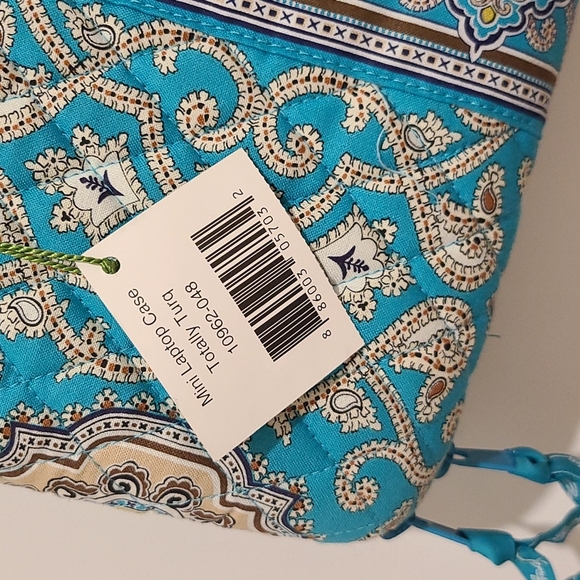 Mini Laptop Case
Totally Turq
10962-048
8 86003 05703 2